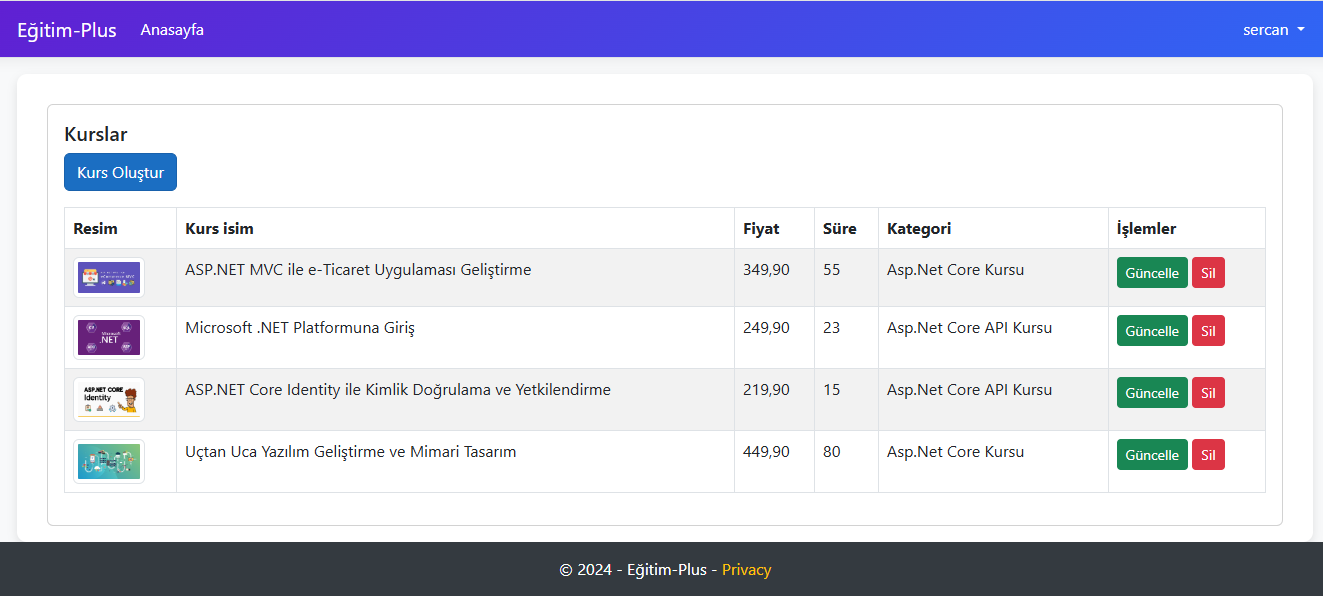 Eğitim-Plus Anasayfa sercan
Kurslar
Kurs Oluştur
Resim Kurs isim Fiyat Süre Kategori İşlemler
ASP.NET MVC ile e-Ticaret Uygulaması Geliştirme 349,90 55 Asp.Net Core Kursu Güncelle Sil
Microsoft .NET Platformuna Giriş 249,90 23 Asp.Net Core API Kursu Güncelle Sil
Microsoft
.NET
ASP.NET Core Identity ile Kimlik Doğrulama ve Yetkilendirme 219,90 15 Asp.Net Core API Kursu Güncelle Sil
ASP.NET CORE
Identity
Uçtan Uca Yazılım Geliştirme ve Mimari Tasarım 449,90 80 Asp.Net Core Kursu Güncelle Sil
© 2024 - Eğitim-Plus - Privacy